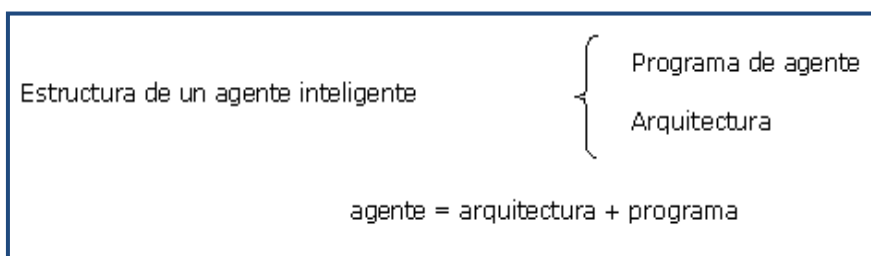 Programa de agente
Estructura de un agente inteligente
Arquitectura
agente = arquitectura + programa